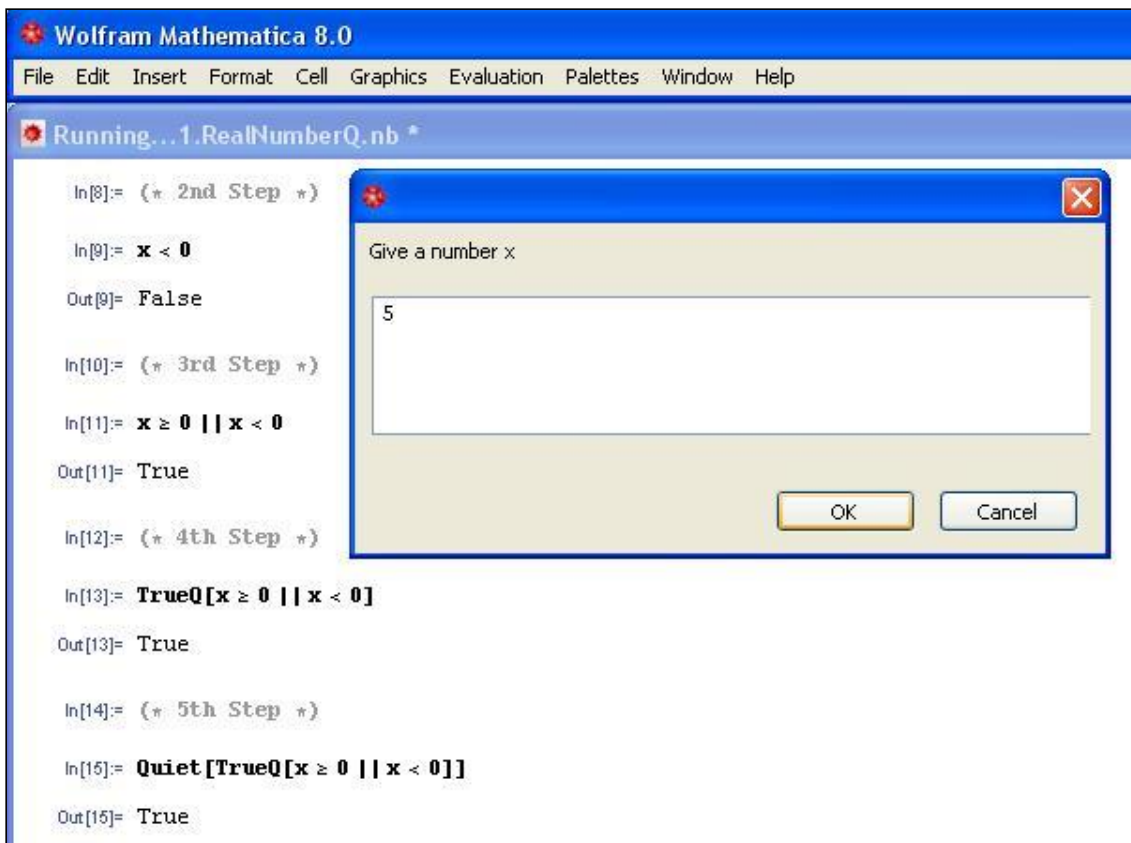 Wolfram Mathematica 8.0
File Edit Insert Format Cell Graphics Evaluation Palettes Window Help
Running...1.RealNumberQ.nb *
In[8]:= (* 2nd Step *)
In[9]:= x < 0
Out[9]= False
In[10]:= (* 3rd Step *)
In[11]:= x ≥ 0 || x < 0
Out[11]= True
In[12]:= (* 4th Step *)
In[13]:= TrueQ[x ≥ 0 || x < 0]
Out[13]= True
In[14]:= (* 5th Step *)
In[15]:= Quiet[TrueQ[x ≥ 0 || x < 0]]
Out[15]= True
Give a number x
5
OK Cancel